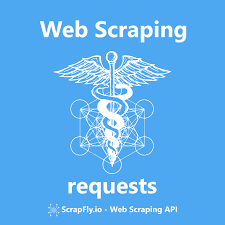 Web Scraping
requests
ScrapFly.io - Web Scraping API